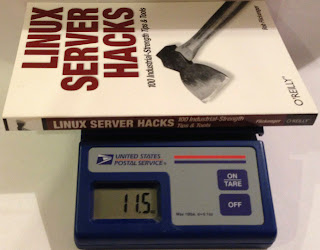 LINUX
SERVER
HACKS
100 Industrial-Strength Tips & Tools
O'REILLY
LINUX SERVER HACKS
100 Industrial-Strength
Tips & Tools
Flickenger
O'REILLY
UNITED STATES
POSTAL SERVICE
ON
TARE
OFF
11.5